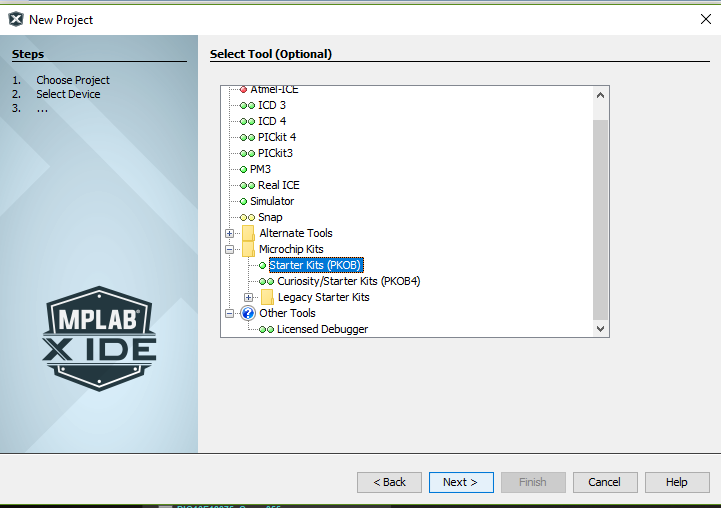 New Project
Steps
1. Choose Project
2. Select Device
3. ...
MPLAB®
X IDE
Select Tool (Optional)
Atmel-ICE
ICD 3
ICD 4
PICkit 4
PICkit3
PM3
Real ICE
Simulator
Snap
Alternate Tools
Microchip Kits
Starter Kits (PKOB)
Curiosity/Starter Kits (PKOB4)
Legacy Starter Kits
Other Tools
Licensed Debugger
< Back Next > Finish Cancel Help